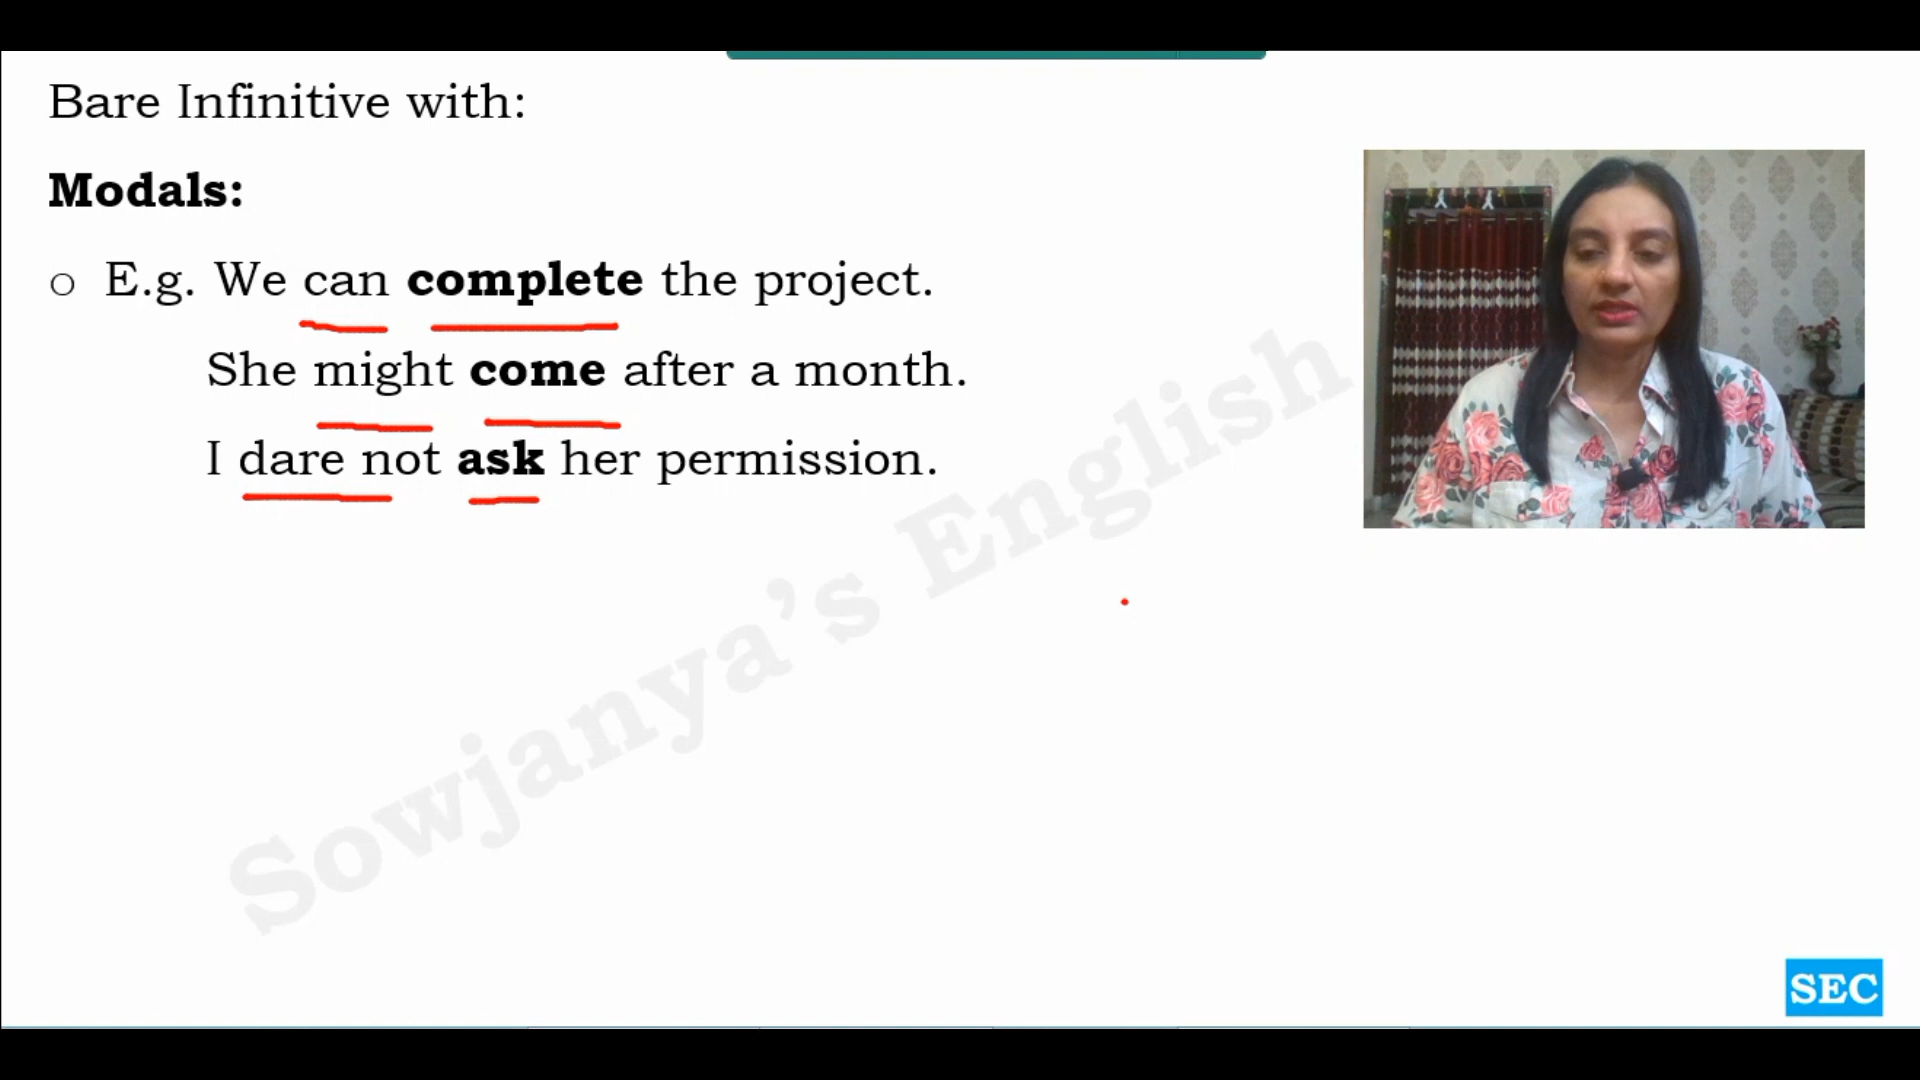 Bare Infinitive with:
Modals:
o E.g. We can complete the project.
She might come after a month.
I dare not ask her permission.
Sowjanya's English
SEC